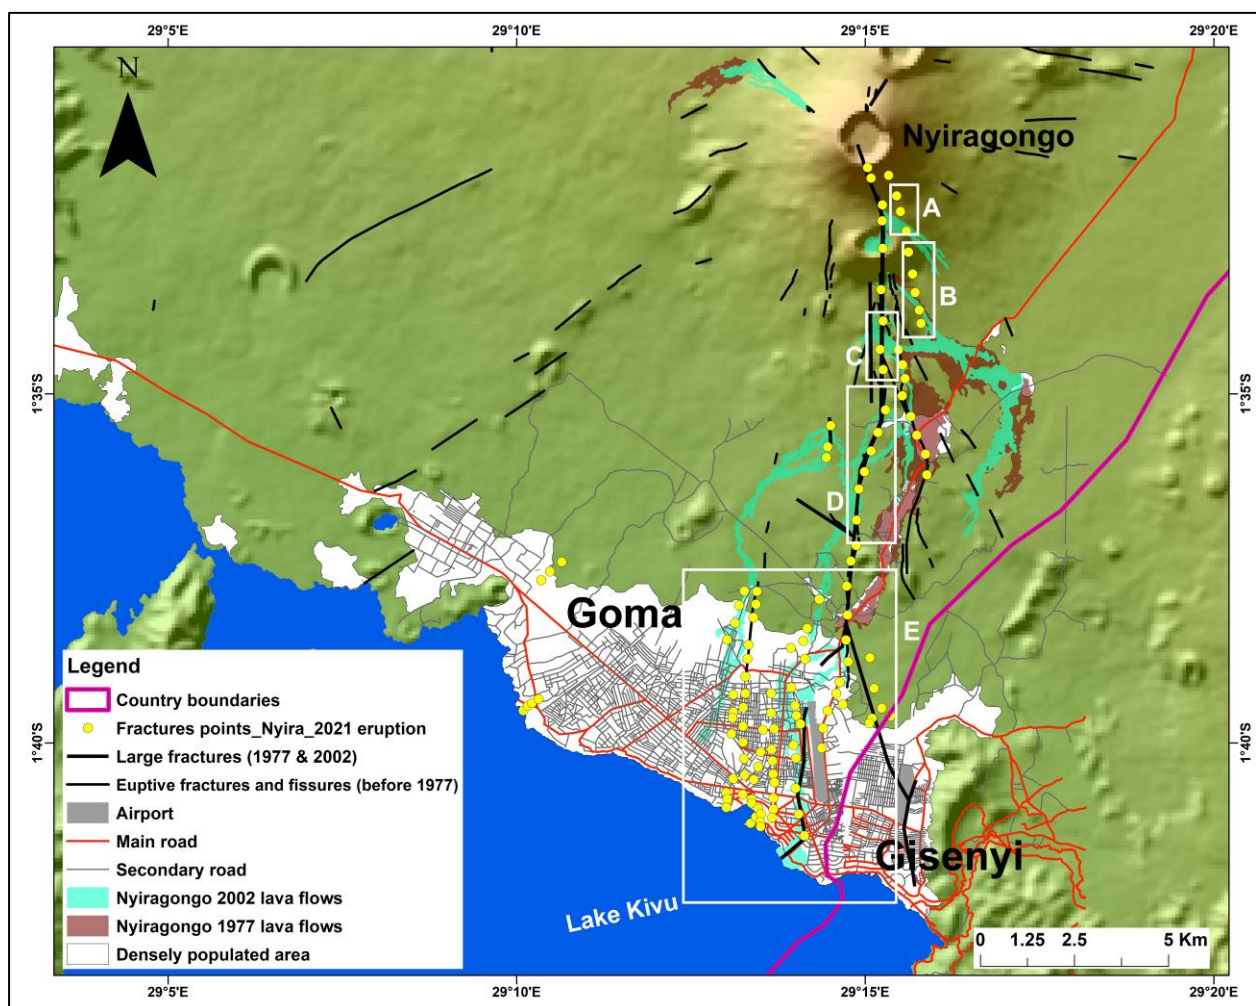 29°5'E 29°10'E 29°15'E 29°20'E
N
Nyiragongo
A
B
C
1°35'S 1°35'S
D
Goma
E
Legend
Country boundaries
Fractures points_Nyira_2021 eruption
Large fractures (1977 & 2002)
Euptive fractures and fissures (before 1977)
Airport
Main road
Secondary road
Nyiragongo 2002 lava flows
Nyiragongo 1977 lava flows
Densely populated area
1°40'S 1°40'S
Gisenyi
Lake Kivu
0 1.25 2.5 5 Km
29°5'E 29°10'E 29°15'E 29°20'E